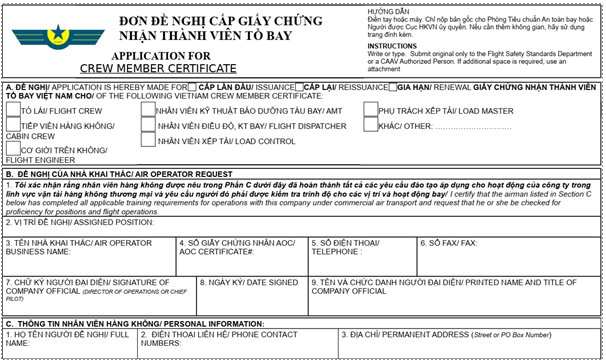 ĐƠN ĐỀ NGHỊ CẤP GIẤY CHỨNG
NHẬN THÀNH VIÊN TỔ BAY
APPLICATION FOR
CREW MEMBER CERTIFICATE
HƯỚNG DẪN
Điền tay hoặc máy. Chỉ nộp bản gốc cho Phòng Tiêu chuẩn An toàn bay hoặc
Người được Cục HKVN ủy quyền. Nếu cần thêm không gian, hãy sử dụng
trang đính kèm.
INSTRUCTIONS
Write or type. Submit original only to the Flight Safety Standards Department
or a CAAV Authorized Person. If additional space is required, use an
attachment
A. ĐỀ NGHỊ/ APPLICATION IS HEREBY MADE FOR CẤP LẦN ĐẦU/ ISSUANCE CẤP LẠI/ REISSUANCE GIA HẠN/ RENEWAL GIẤY CHỨNG NHẬN THÀNH VIÊN
TỔ BAY VIỆT NAM CHO/ OF THE FOLLOWING VIETNAM CREW MEMBER CERTIFICATE:
TỔ LÁI/ FLIGHT CREW
TIẾP VIÊN HÀNG KHÔNG/
CABIN CREW
CƠ GIỚI TRÊN KHÔNG/
FLIGHT ENGINEER
NHÂN VIÊN KỸ THUẬT BẢO DƯỠNG TÀU BAY/ AMT
NHÂN VIÊN ĐIỀU ĐỘ, KT BAY/ FLIGHT DISPATCHER
NHÂN VIÊN XẾP TẢI/ LOAD CONTROL
PHỤ TRÁCH XẾP TẢI/ LOAD MASTER
KHÁC/ OTHER: ............................
B. ĐỀ NGHỊ CỦA NHÀ KHAI THÁC/ AIR OPERATOR REQUEST
1. Tôi xác nhận rằng nhân viên hàng không được nêu trong Phần C dưới đây đã hoàn thành tất cả các yêu cầu đào tạo áp dụng cho hoạt động của công ty trong
lĩnh vực vận tải hàng không thương mại và yêu cầu người đó phải được kiểm tra trình độ cho các vị trí và hoạt động bay/ I certify that the airman listed in Section C
below has completed all applicable training requirements for operations with this company under commercial air transport and request that he or she be checked for
proficiency for positions and flight operations.
2. VỊ TRÍ ĐỀ NGHỊ/ ASSIGNED POSITION:
3. TÊN NHÀ KHAI THÁC/ AIR OPERATOR
BUSINESS NAME:
4. SỐ GIẤY CHỨNG NHẬN AOC/
AOC CERTIFICATE#:
5. SỐ ĐIỆN THOẠI/
TELEPHONE :
6. SỐ FAX/ FAX:
7. CHỮ KÝ NGƯỜI ĐẠI DIỆN/ SIGNATURE OF
COMPANY OFFICIAL (DIRECTOR OF OPERATIONS OR CHIEF
PILOT)
8. NGÀY KÝ/ DATE SIGNED
9. TÊN VÀ CHỨC DANH NGƯỜI ĐẠI DIỆN/ PRINTED NAME AND TITLE OF
COMPANY OFFICIAL
C. THÔNG TIN NHÂN VIÊN HÀNG KHÔNG/ PERSONAL INFORMATION:
1. HỌ TÊN NGƯỜI ĐỀ NGHỊ/ FULL
NAME:
2. ĐIỆN THOẠI LIÊN HỆ/ PHONE CONTACT
NUMBERS:
3. ĐỊA CHỈ/ PERMANENT ADDRESS (Street or PO Box Number)